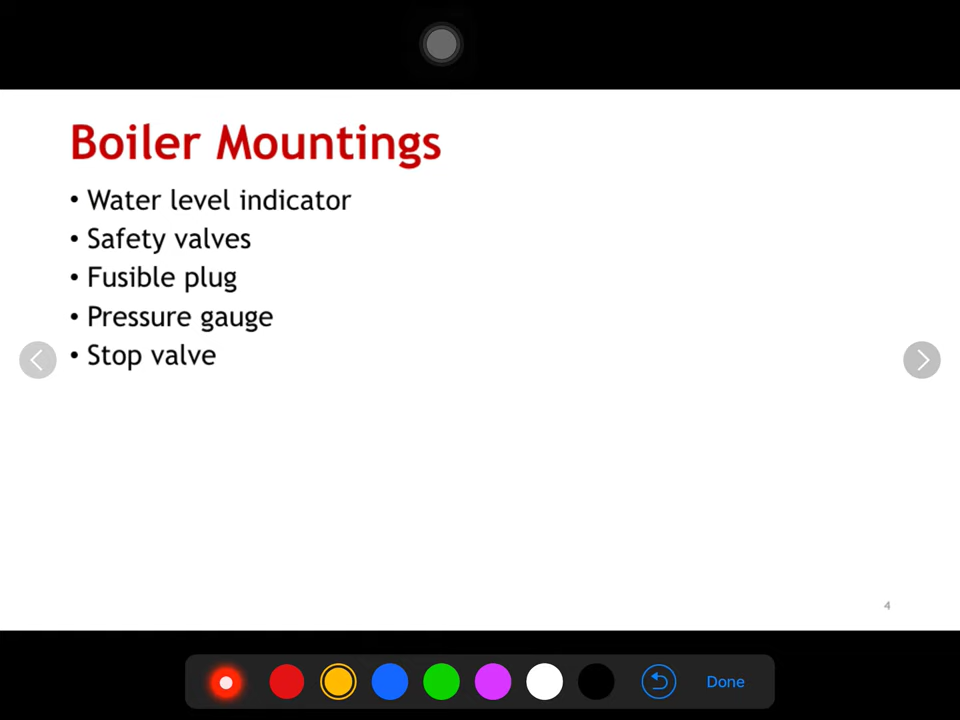 Boiler Mountings
• Water level indicator
• Safety valves
• Fusible plug
• Pressure gauge
• Stop valve
4
Done